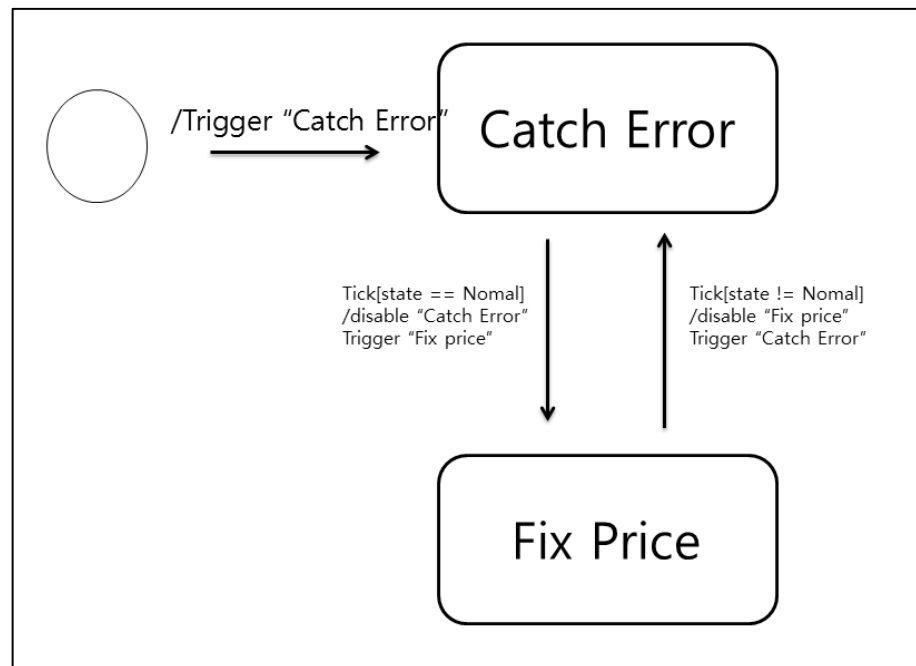 /Trigger “Catch Error”
Catch Error
Tick[state == Nomal]
/disable “Catch Error”
Trigger “Fix price”
Tick[state != Nomal]
/disable “Fix price”
Trigger “Catch Error”
Fix Price